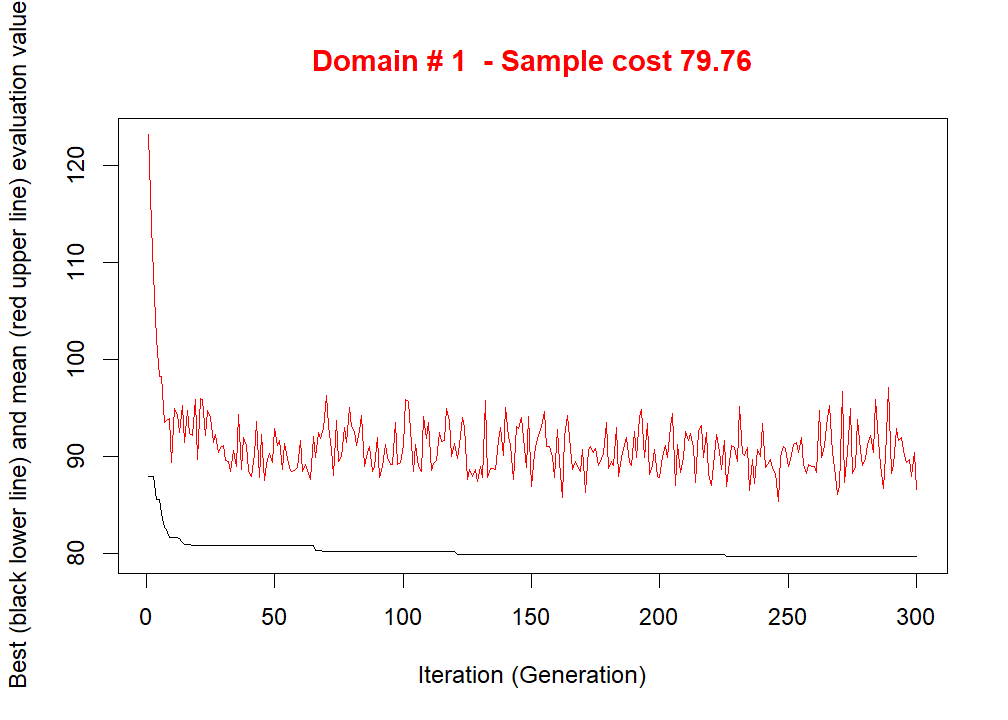 Domain # 1  - Sample cost 79.76
Best (black lower line) and mean (red upper line) evaluation value
120
110
100
90
80
0 50 100 150 200 250 300
Iteration (Generation)